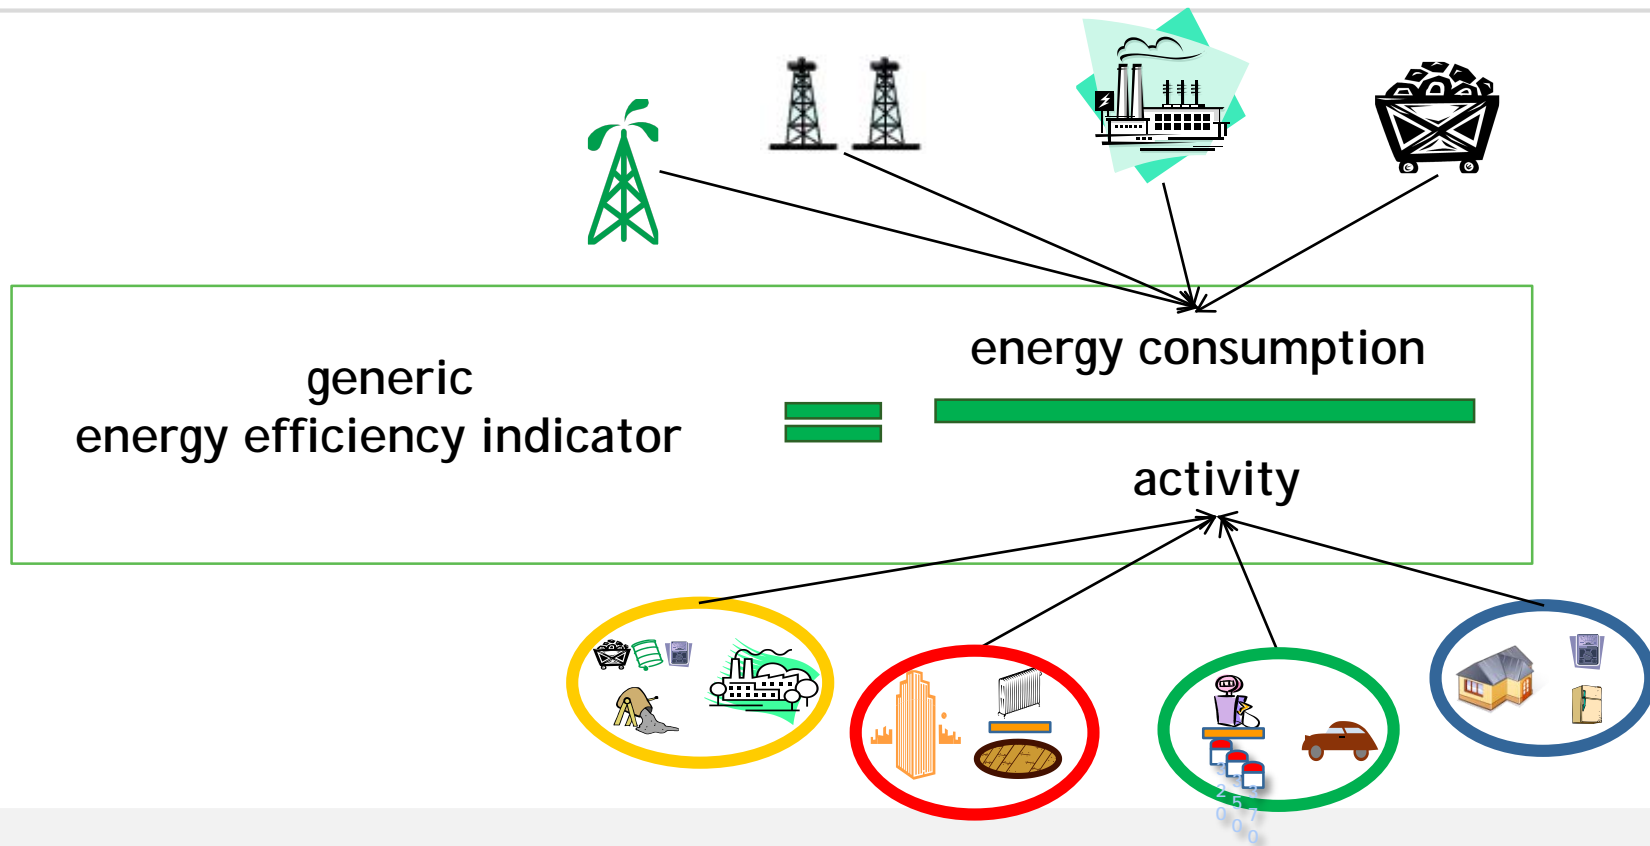 generic
energy efficiency indicator
energy consumption
activity